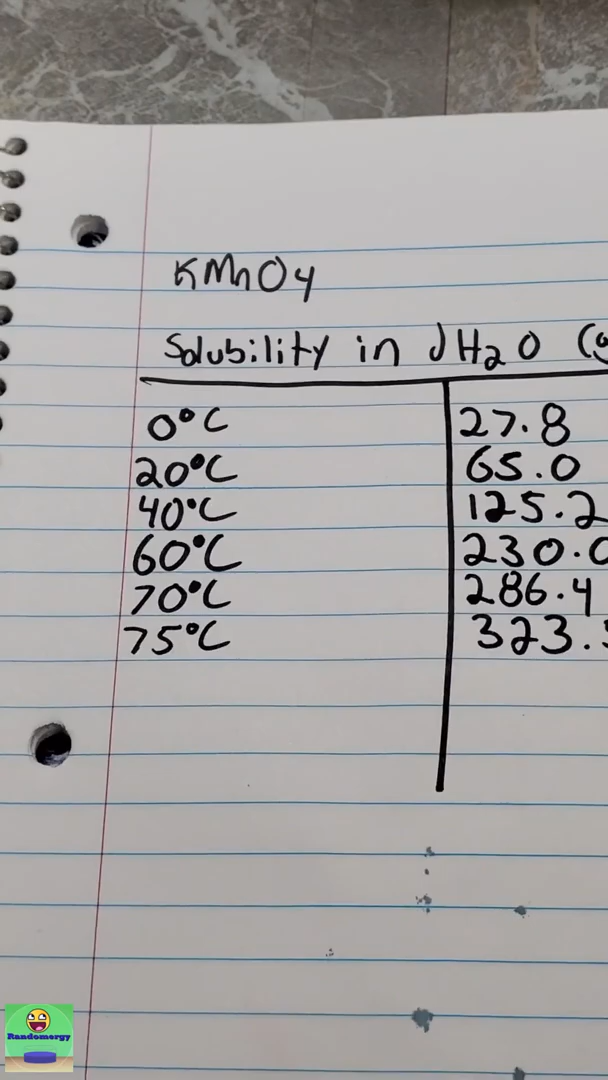 KMnO4
Solubility in dH2O (g
0°C 27.8
20°C 65.0
40°C 125.2
60°C 230.0
70°C 286.4
75°C 323.
Randomergy